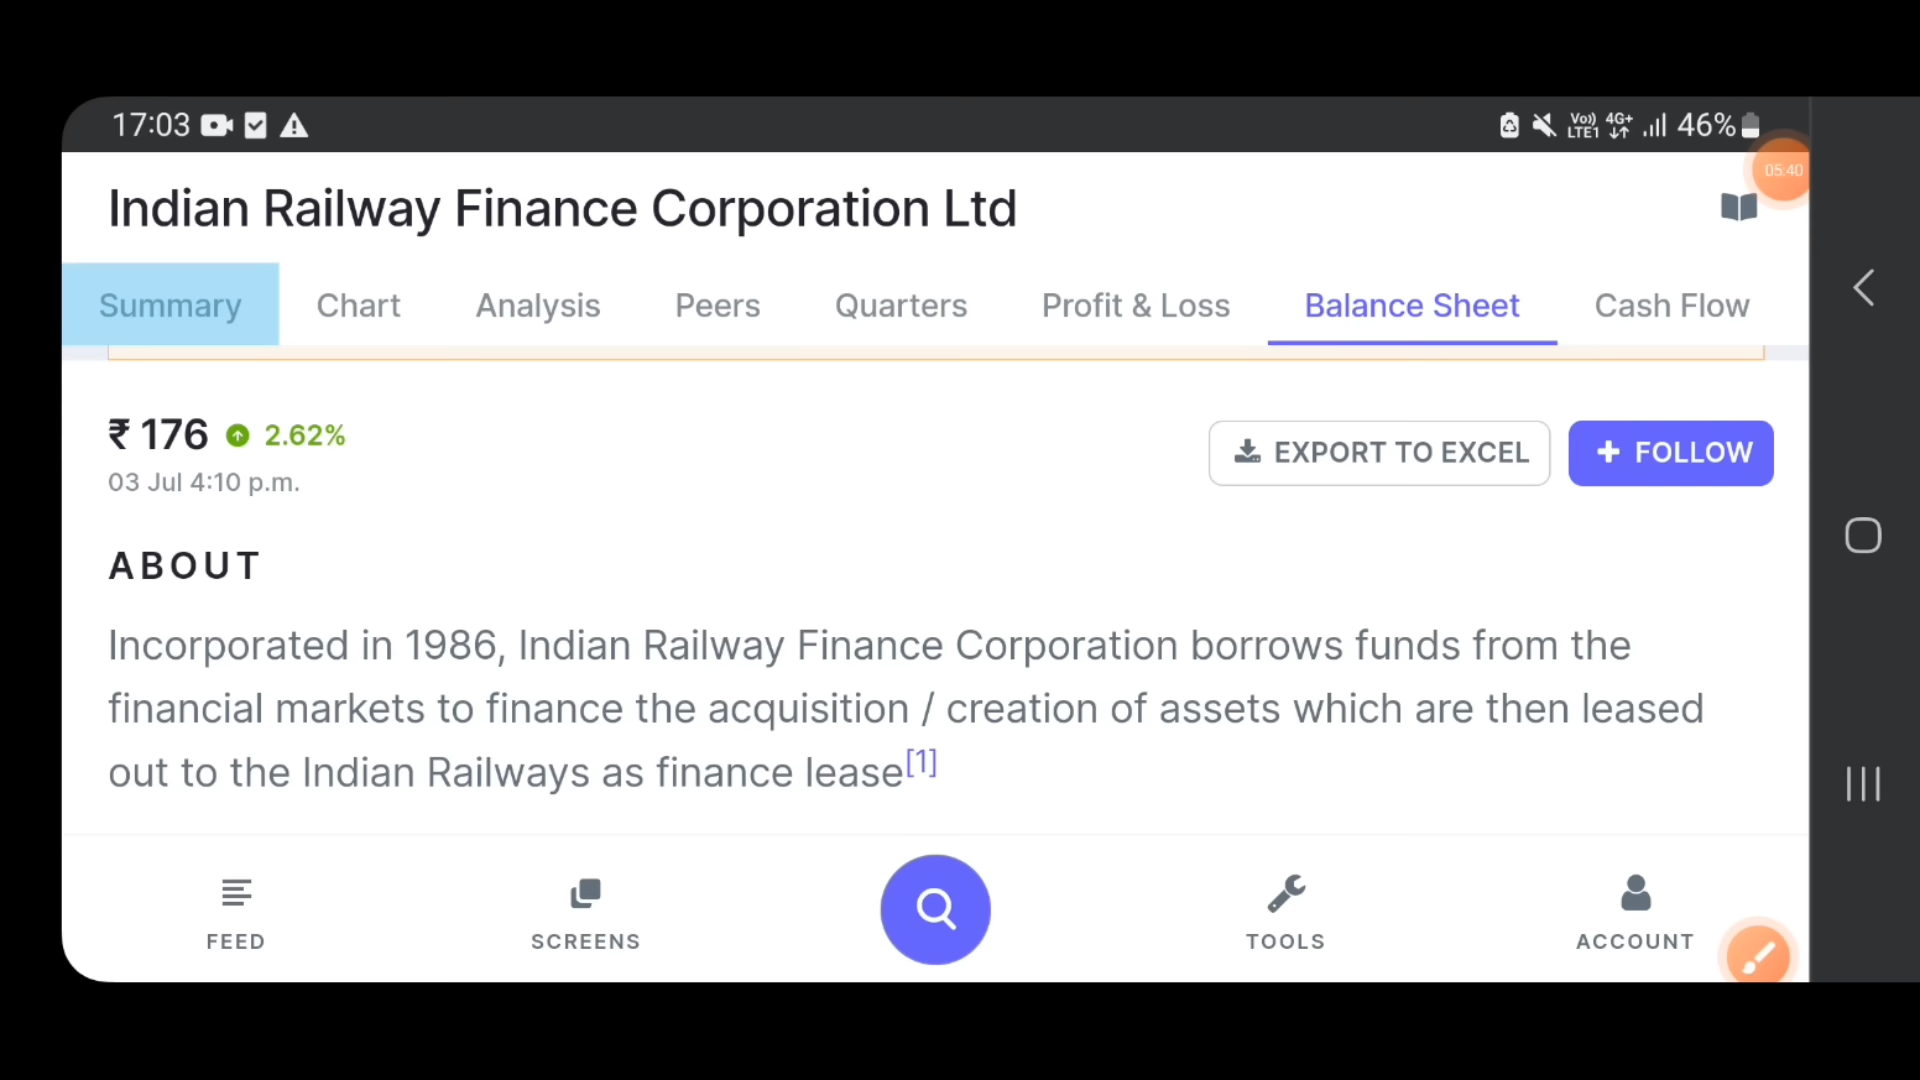 17:03
Vo)) LTE1 4G+ 46%
05:40
Indian Railway Finance Corporation Ltd
Summary Chart Analysis Peers Quarters Profit & Loss Balance Sheet Cash Flow
₹ 176 2.62%
03 Jul 4:10 p.m.
EXPORT TO EXCEL
+ FOLLOW
ABOUT
Incorporated in 1986, Indian Railway Finance Corporation borrows funds from the
financial markets to finance the acquisition / creation of assets which are then leased
out to the Indian Railways as finance lease[1]
FEED SCREENS TOOLS ACCOUNT